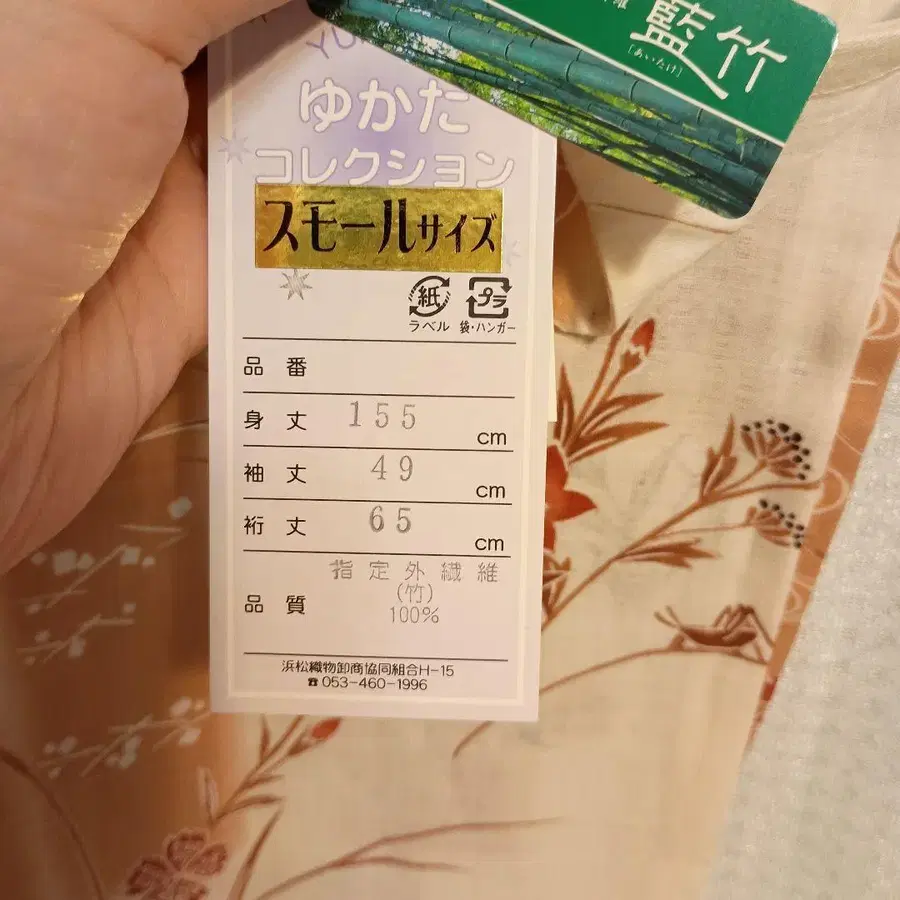 藍竹
[あいたけ]
ゆかた
コレクション
スモールサイズ
紙 プラ
ラベル 袋・ハンガー
品番
身丈 155 cm
袖丈 49 cm
裄丈 65 cm
指定外繊維
(竹)
品質 100%
浜松織物卸商協同組合H-15
☎053-460-1996